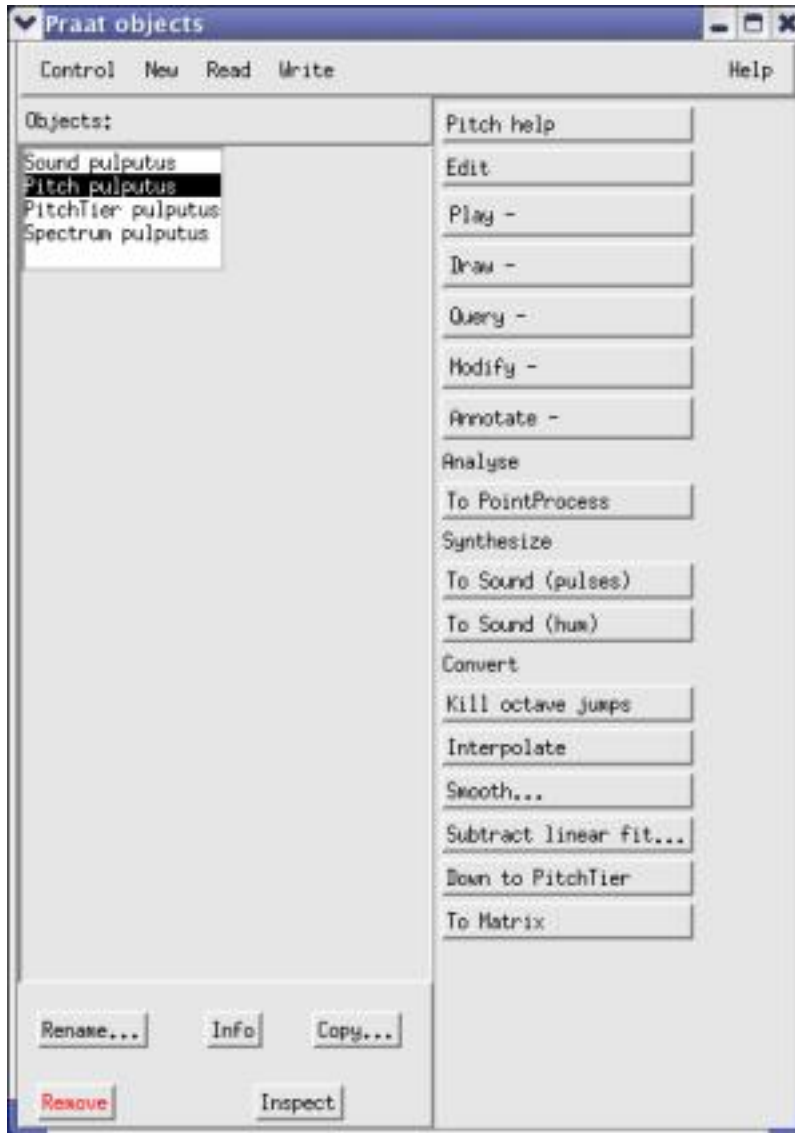 Praat objects
Control New Read Write Help
Objects:
Sound pulputus
Pitch pulputus
PitchTier pulputus
Spectrum pulputus
Pitch help
Edit
Play -
Draw -
Query -
Modify -
Annotate -
Analyse
To PointProcess
Synthesize
To Sound (pulses)
To Sound (hum)
Convert
Kill octave jumps
Interpolate
Smooth...
Subtract linear fit...
Down to PitchTier
To Matrix
Rename... Info Copy...
Remove Inspect